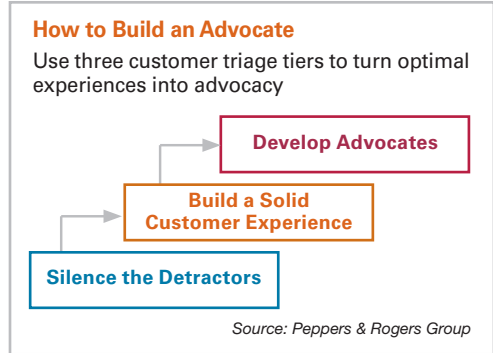 How to Build an Advocate
Use three customer triage tiers to turn optimal
experiences into advocacy
Develop Advocates
Build a Solid
Customer Experience
Silence the Detractors
Source: Peppers & Rogers Group